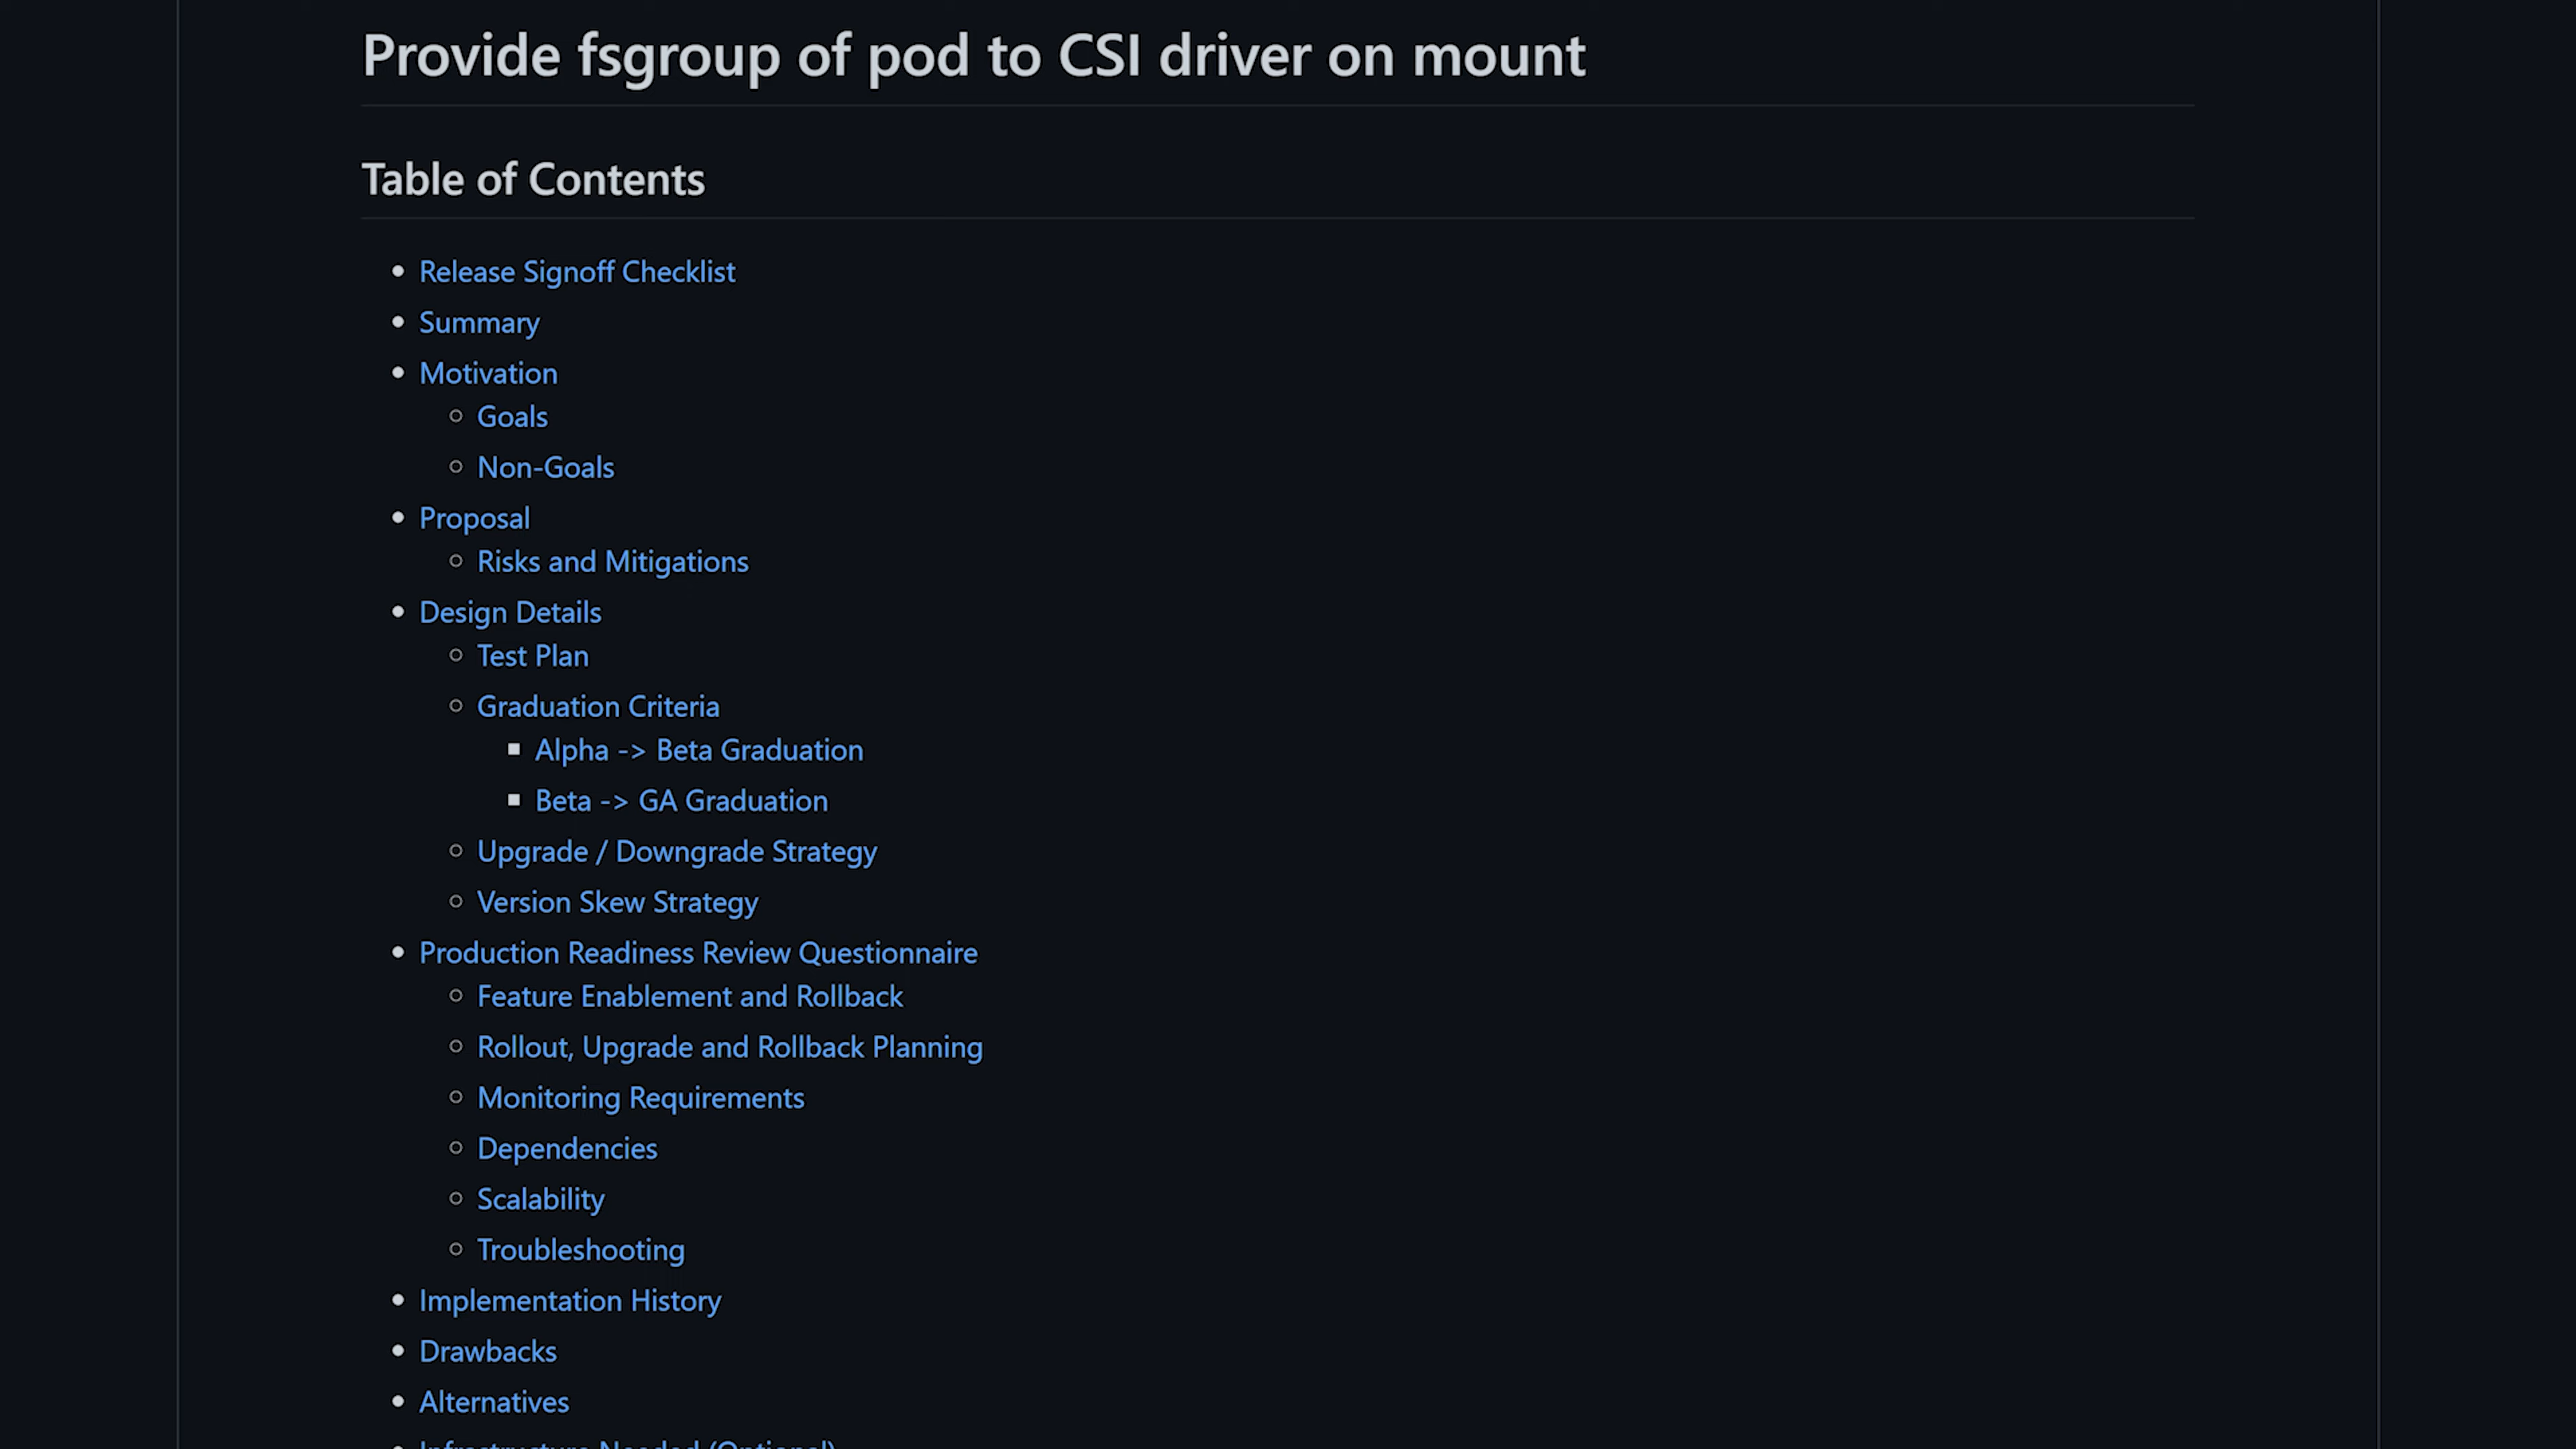 Provide fsgroup of pod to CSI driver on mount
Table of Contents
Release Signoff Checklist
Summary
Motivation
Goals
Non-Goals
Proposal
Risks and Mitigations
Design Details
Test Plan
Graduation Criteria
Alpha -> Beta Graduation
Beta -> GA Graduation
Upgrade / Downgrade Strategy
Version Skew Strategy
Production Readiness Review Questionnaire
Feature Enablement and Rollback
Rollout, Upgrade and Rollback Planning
Monitoring Requirements
Dependencies
Scalability
Troubleshooting
Implementation History
Drawbacks
Alternatives
Infrastructure Needed (Optional)